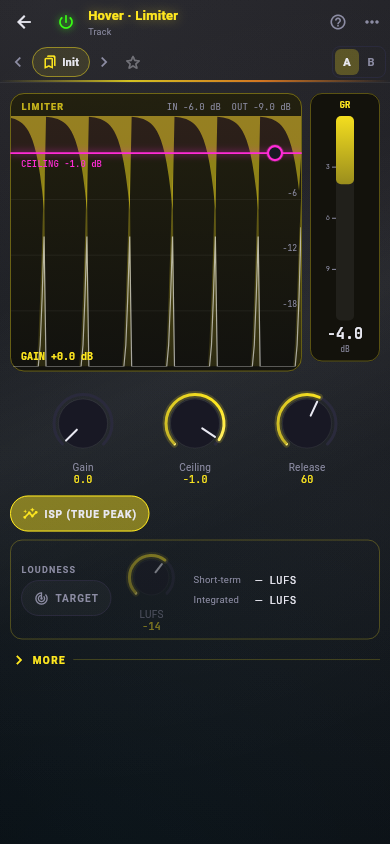 Hover · Limiter
Track
Init
A B
LIMITER IN -6.0 dB OUT -9.0 dB
CEILING -1.0 dB
-6
-12
-18
GAIN +0.0 dB
GR
3
6
9
-4.0
dB
Gain Ceiling Release
0.0 -1.0 60
ISP (TRUE PEAK)
LOUDNESS
TARGET
LUFS
-14
Short-term — LUFS
Integrated — LUFS
MORE